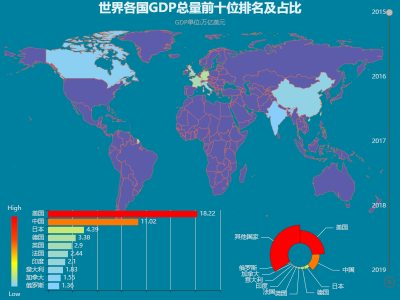 世界各国GDP总量前十位排名及占比
GDP单位:万亿美元
2015
2016
2017
2018
2019
High
Low
美国 18.22
中国 11.02
日本 4.39
德国 3.38
英国 2.9
法国 2.44
印度 2.1
意大利 1.83
加拿大 1.55
俄罗斯 1.36
美国
其他国家
中国
俄罗斯
加拿大
意大利
印度
法国
英国
德国
日本